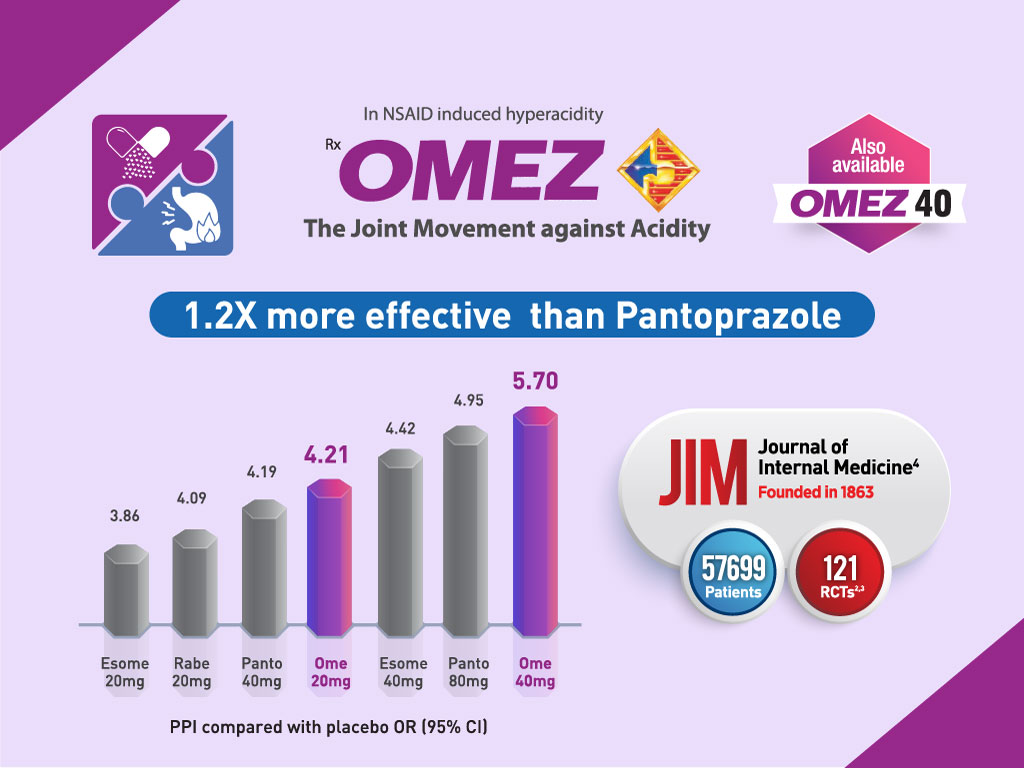 In NSAID induced hyperacidity
Rx OMEZ
The Joint Movement against Acidity
Also
available
OMEZ 40
1.2X more effective than Pantoprazole
3.86
4.09
4.19
4.21
4.42
4.95
5.70
Esome
20mg
Rabe
20mg
Panto
40mg
Ome
20mg
Esome
40mg
Panto
80mg
Ome
40mg
PPI compared with placebo OR (95% CI)
JIM
Journal of
Internal Medicine⁴
Founded in 1863
57699
Patients
121
RCTs²,³